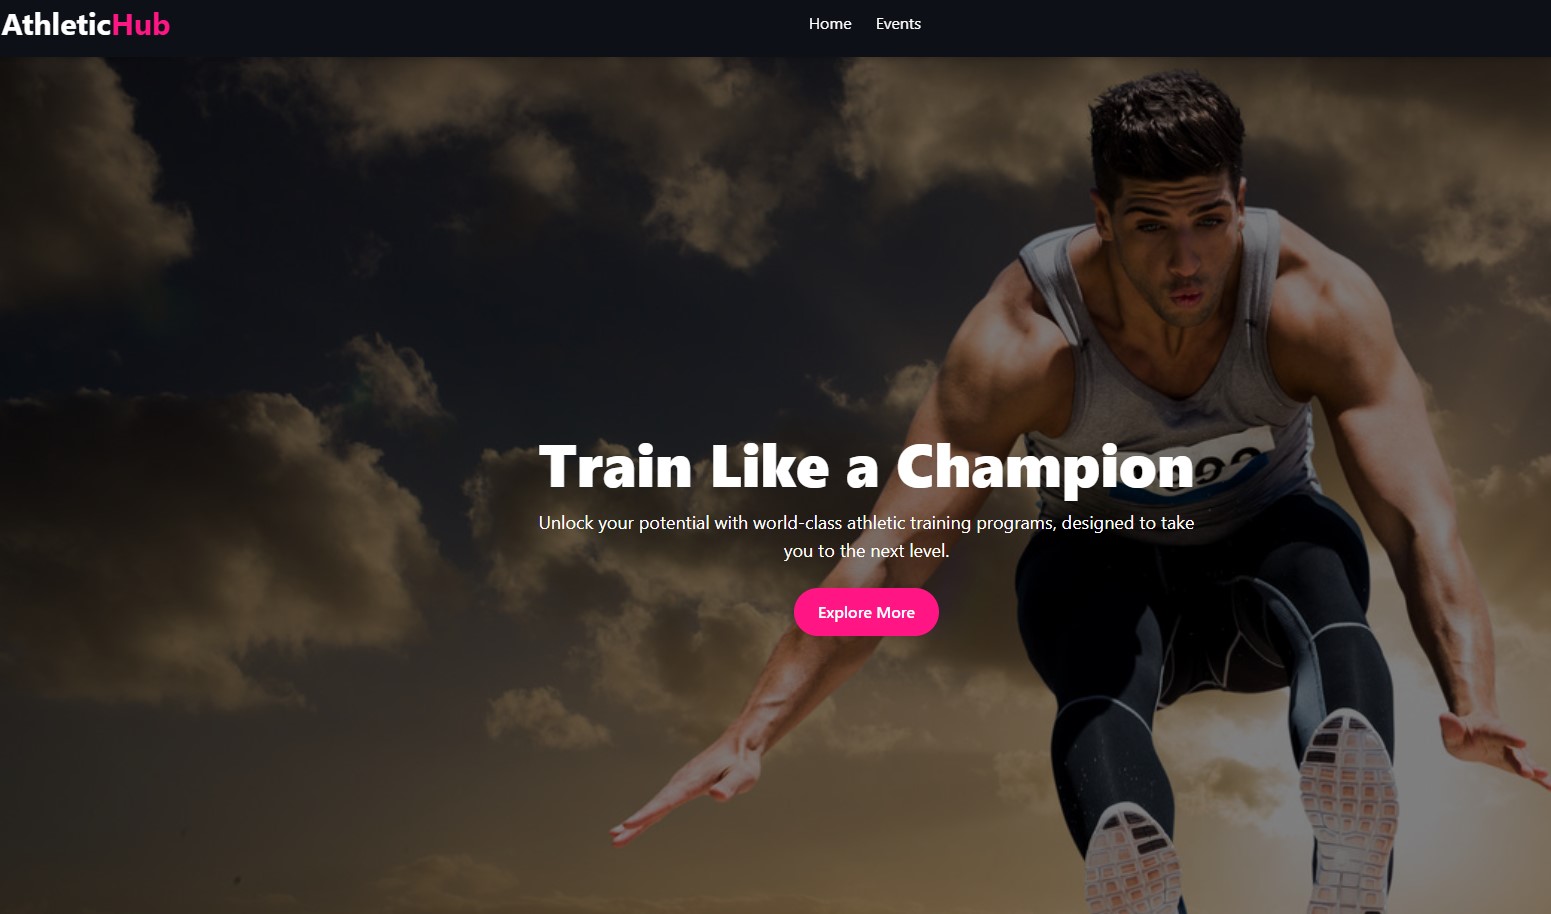 AthleticHub
Home Events
Train Like a Champion
Unlock your potential with world-class athletic training programs, designed to take
you to the next level.
Explore More